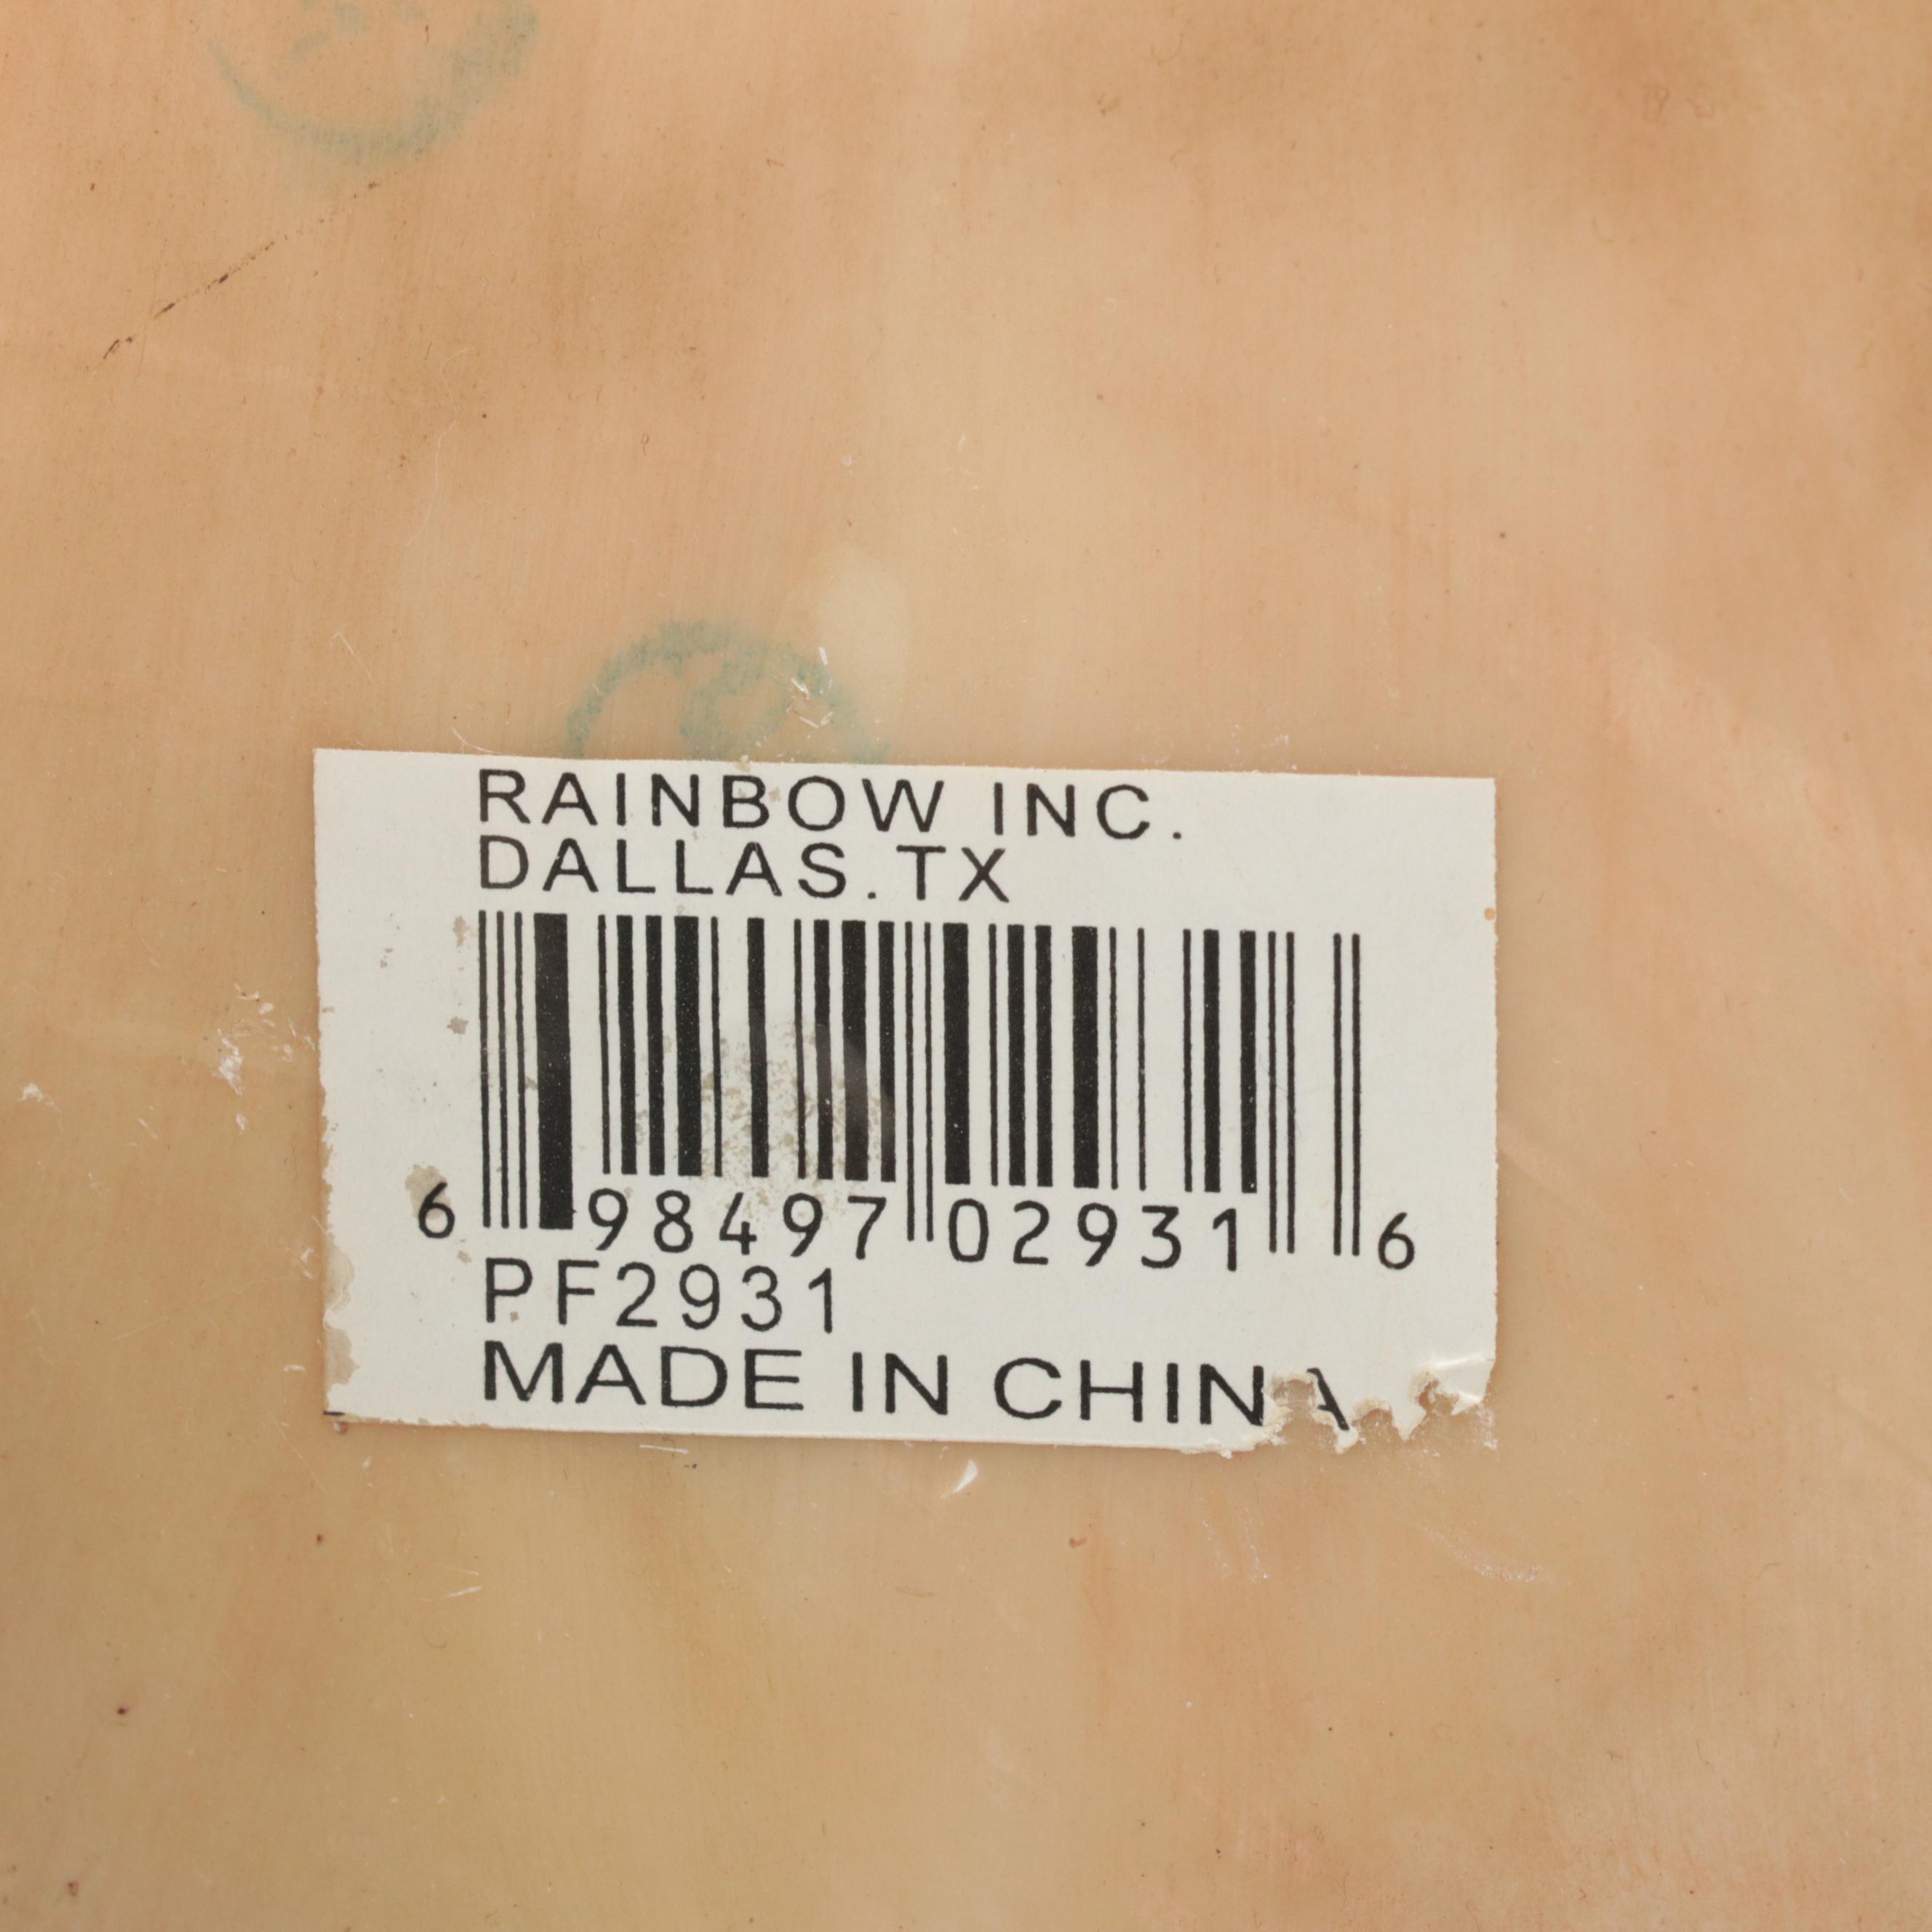 RAINBOW INC.
DALLAS.TX
6 98497 02931 6
PF2931
MADE IN CHINA